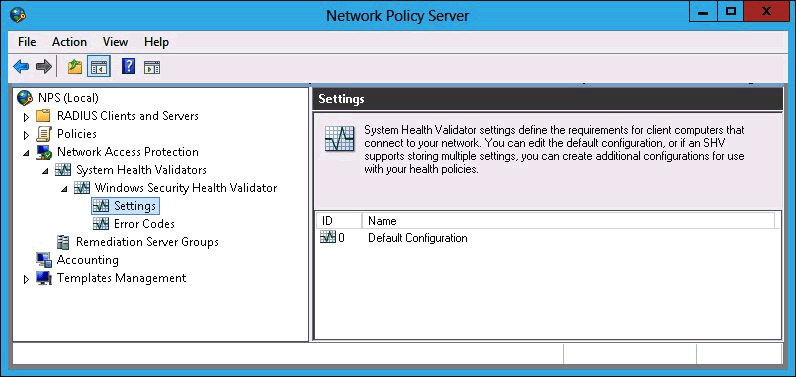 Network Policy Server
File Action View Help
NPS (Local)
RADIUS Clients and Servers
Policies
Network Access Protection
System Health Validators
Windows Security Health Validator
Settings
Error Codes
Remediation Server Groups
Accounting
Templates Management
Settings
System Health Validator settings define the requirements for client computers that
connect to your network. You can edit the default configuration, or if an SHV
supports storing multiple settings, you can create additional configurations for use
with your health policies.
ID Name
0 Default Configuration